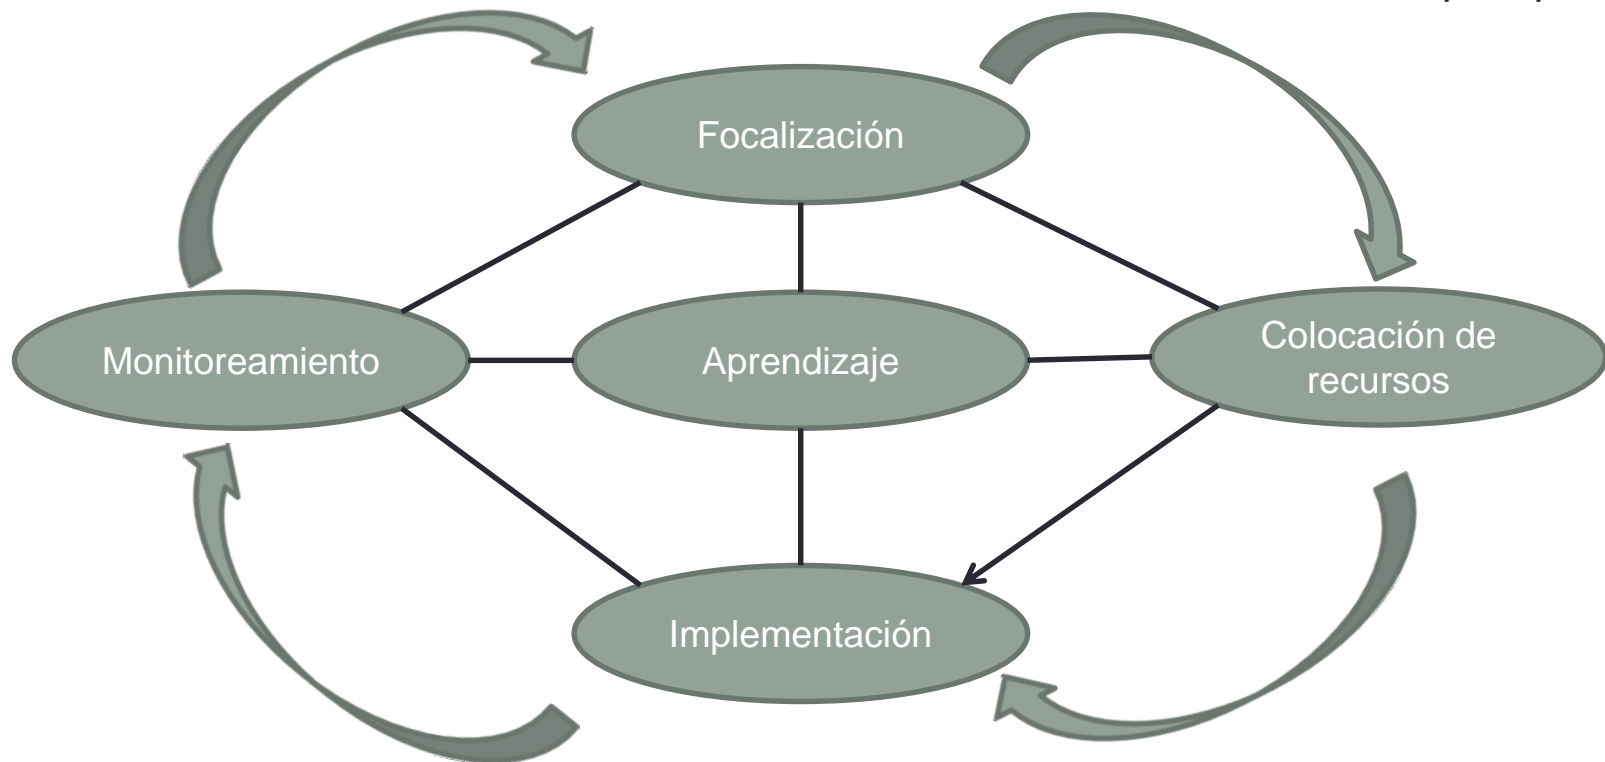 Focalización
Monitoreamiento
Aprendizaje
Colocación de
recursos
Implementación